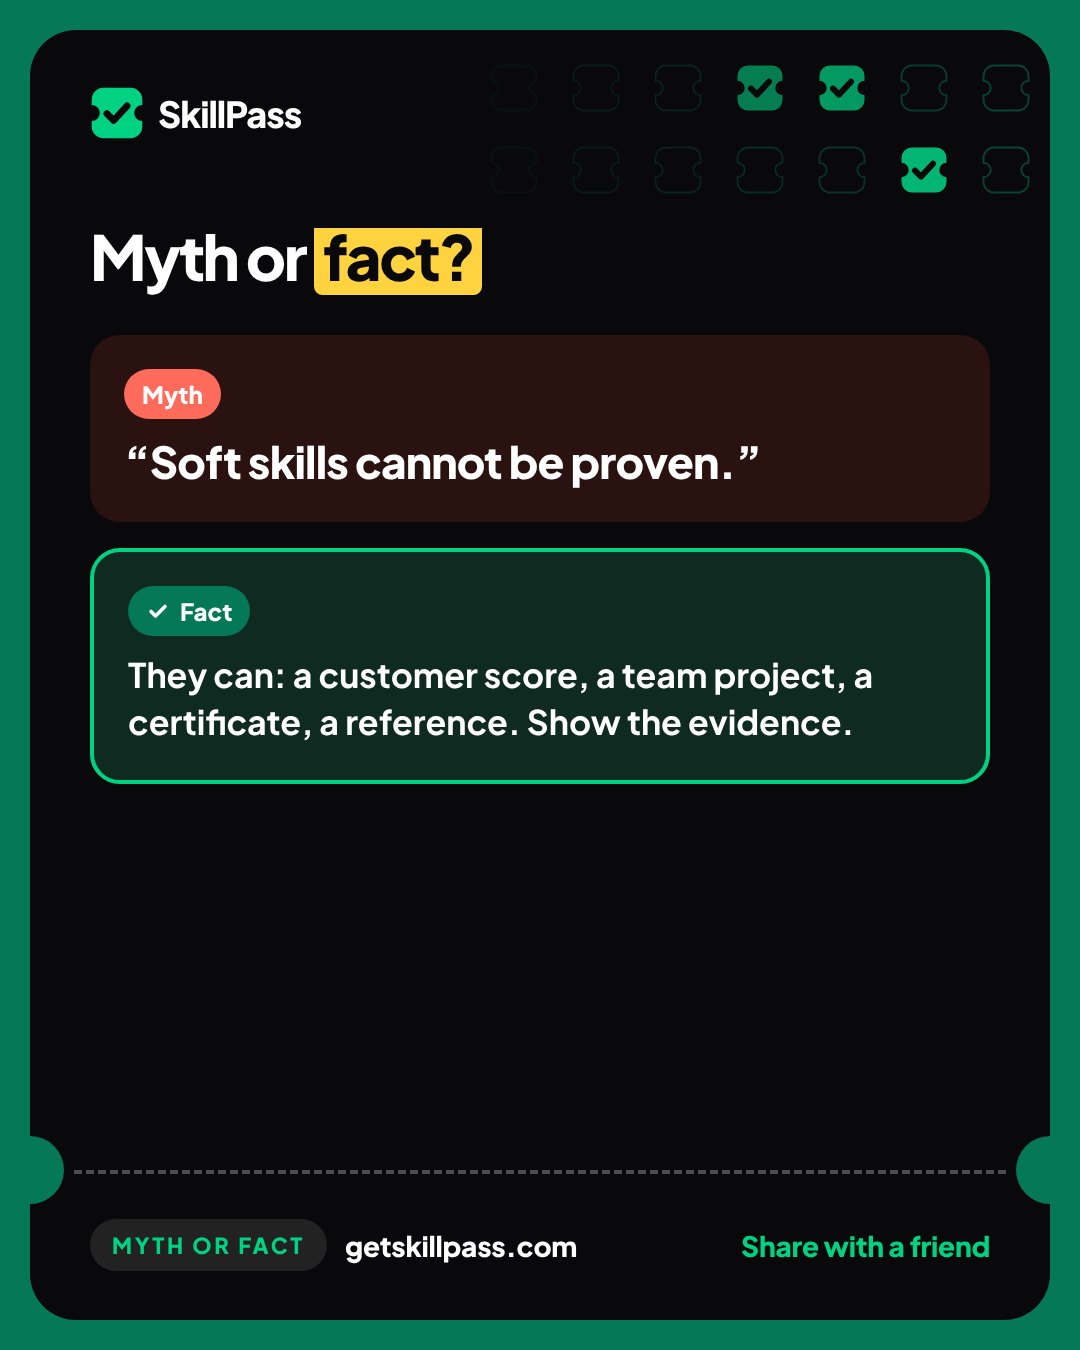 SkillPass
Myth or fact?
Myth
“Soft skills cannot be proven.”
Fact
They can: a customer score, a team project, a
certificate, a reference. Show the evidence.
MYTH OR FACT
getskillpass.com
Share with a friend